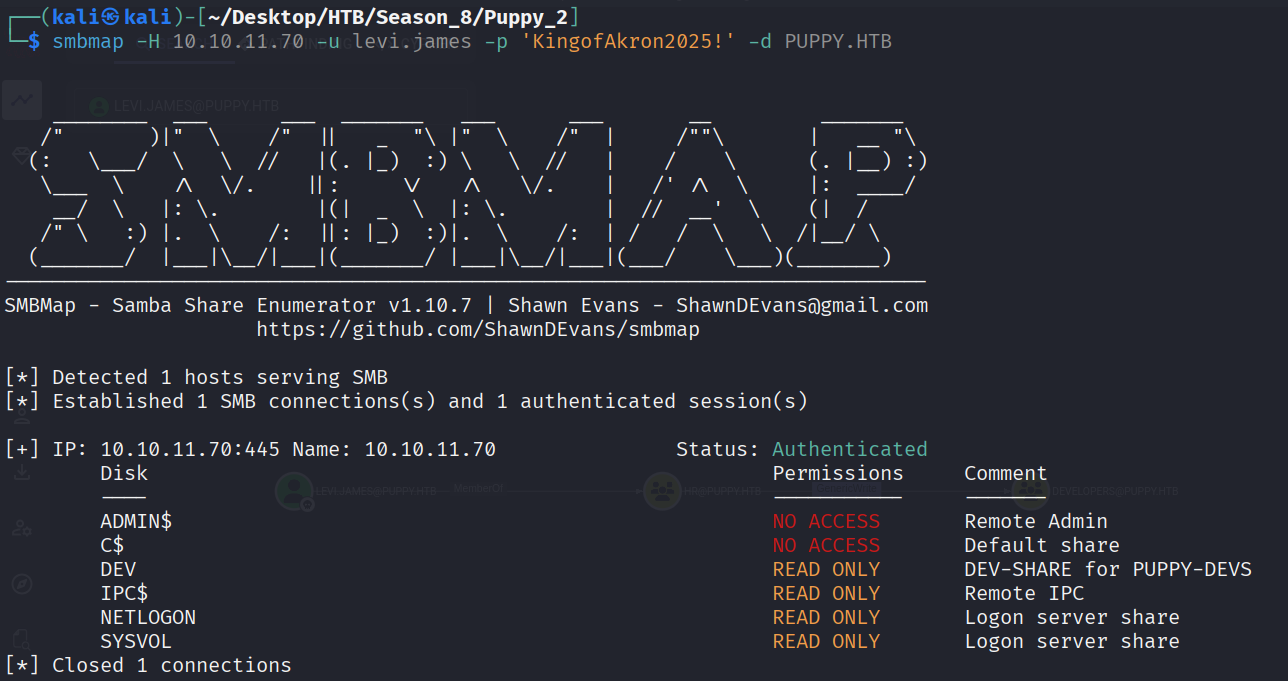 ┌──(kali㉿kali)-[~/Desktop/HTB/Season_8/Puppy_2]
└─$ smbmap -H 10.10.11.70 -u levi.james -p 'KingofAkron2025!' -d PUPPY.HTB
LEVI.JAMES@PUPPY.HTB
SMBMap - Samba Share Enumerator v1.10.7 | Shawn Evans - ShawnDEvans@gmail.com
https://github.com/ShawnDEvans/smbmap
[*] Detected 1 hosts serving SMB
[*] Established 1 SMB connections(s) and 1 authenticated session(s)
[+] IP: 10.10.11.70:445 Name: 10.10.11.70 Status: Authenticated
Disk Permissions Comment
---- ----------- -------
LEVI.JAMES@PUPPY.HTB MemberOf HR@PUPPY.HTB DEVELOPERS@PUPPY.HTB
ADMIN$ NO ACCESS Remote Admin
C$ NO ACCESS Default share
DEV READ ONLY DEV-SHARE for PUPPY-DEVS
IPC$ READ ONLY Remote IPC
NETLOGON READ ONLY Logon server share
SYSVOL READ ONLY Logon server share
[*] Closed 1 connections